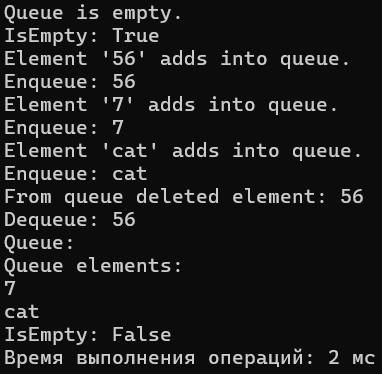 Queue is empty.
IsEmpty: True
Element '56' adds into queue.
Enqueue: 56
Element '7' adds into queue.
Enqueue: 7
Element 'cat' adds into queue.
Enqueue: cat
From queue deleted element: 56
Dequeue: 56
Queue:
Queue elements:
7
cat
IsEmpty: False
Время выполнения операций: 2 мс